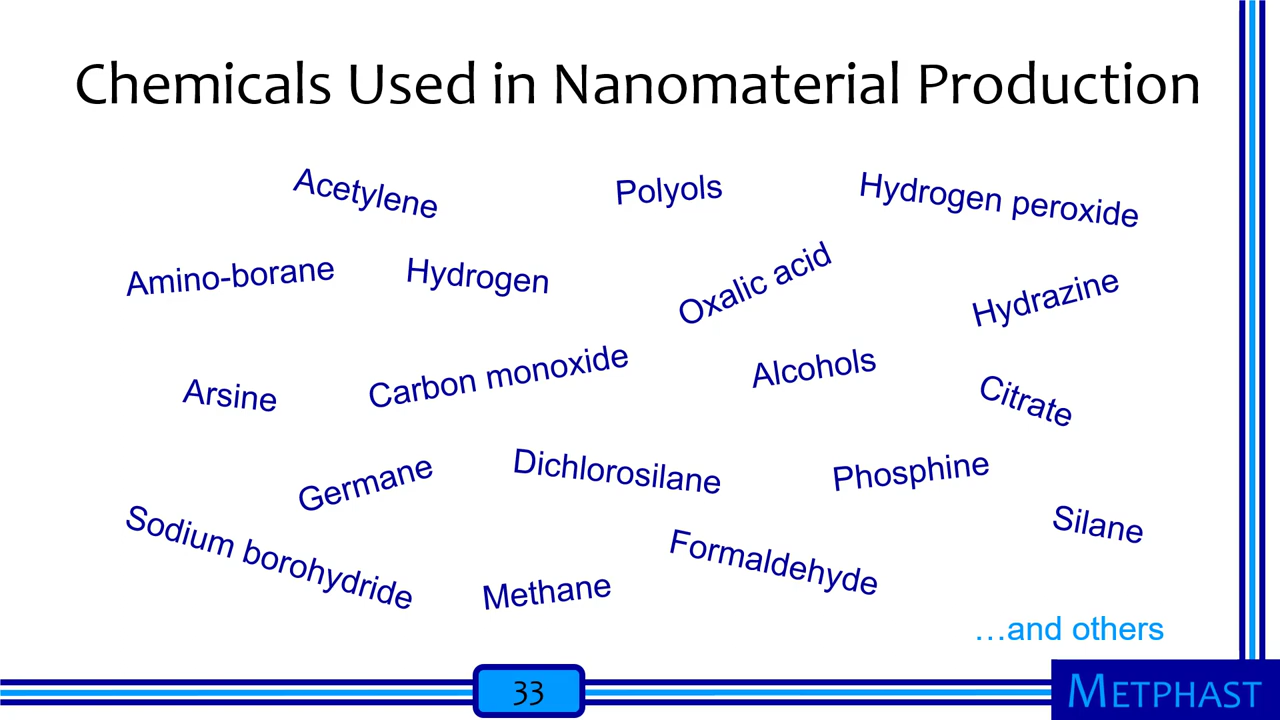 Chemicals Used in Nanomaterial Production
Acetylene
Polyols
Hydrogen peroxide
Amino-borane
Hydrogen
Oxalic acid
Hydrazine
Arsine
Carbon monoxide
Alcohols
Citrate
Germane
Dichlorosilane
Phosphine
Silane
Sodium borohydride
Methane
Formaldehyde
…and others
33
METPHAST